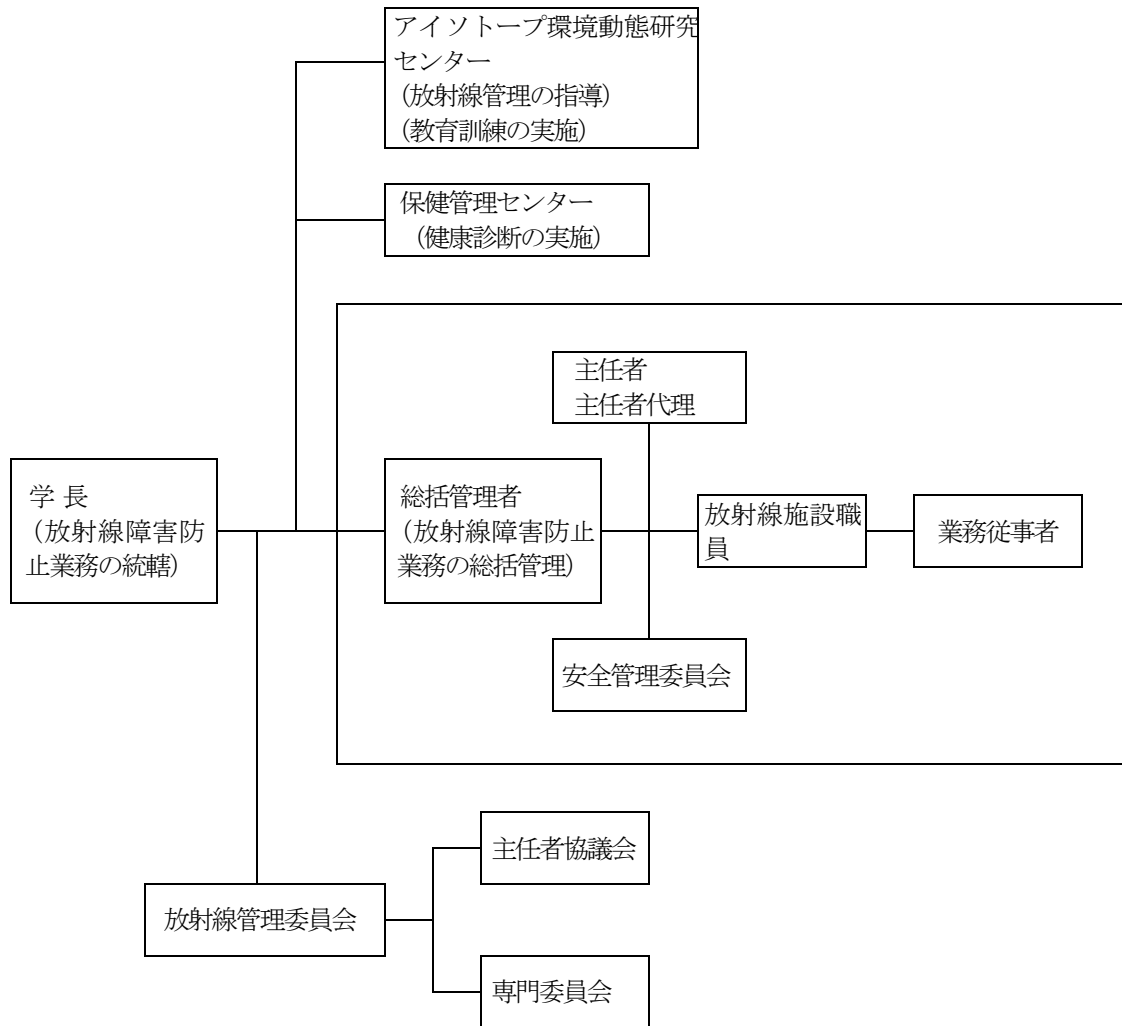 アイソトープ環境動態研究
センター
（放射線管理の指導）
（教育訓練の実施）
保健管理センター
（健康診断の実施）
主任者
主任者代理
学 長
（放射線障害防
止業務の統轄）
総括管理者
（放射線障害防止
業務の総括管理）
放射線施設職
員
業務従事者
安全管理委員会
主任者協議会
放射線管理委員会
専門委員会